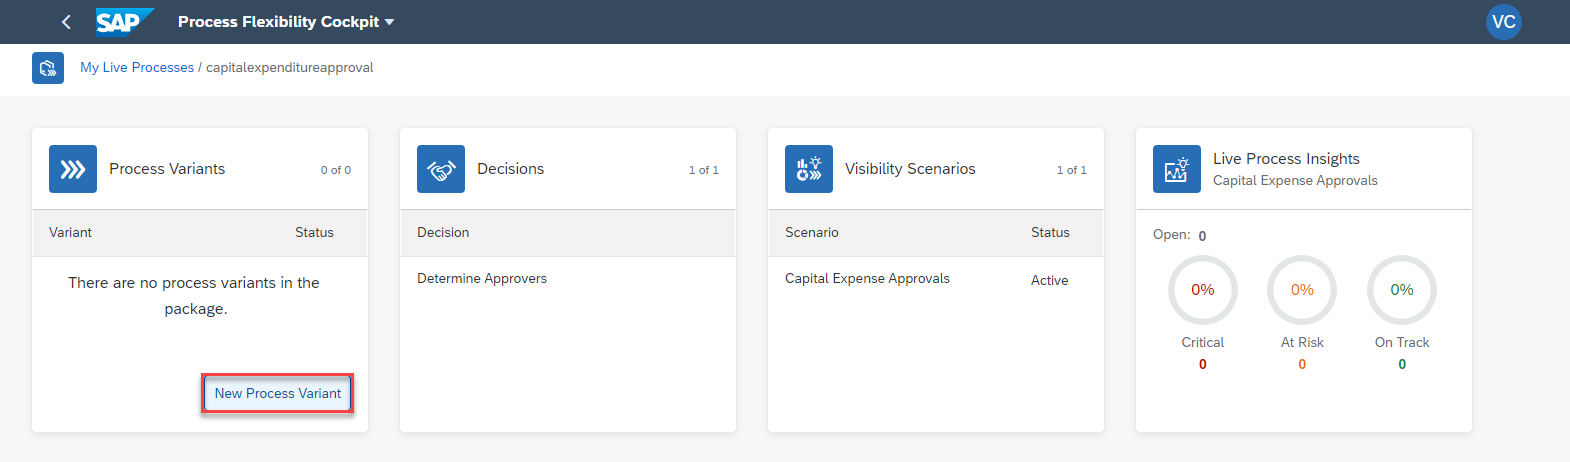 SAP Process Flexibility Cockpit
VC
My Live Processes / capitalexpenditureapproval
Process Variants 0 of 0
Variant Status
There are no process variants in the
package.
New Process Variant
Decisions 1 of 1
Decision
Determine Approvers
Visibility Scenarios 1 of 1
Scenario Status
Capital Expense Approvals Active
Live Process Insights
Capital Expense Approvals
Open: 0
0% 0% 0%
Critical At Risk On Track
0 0 0